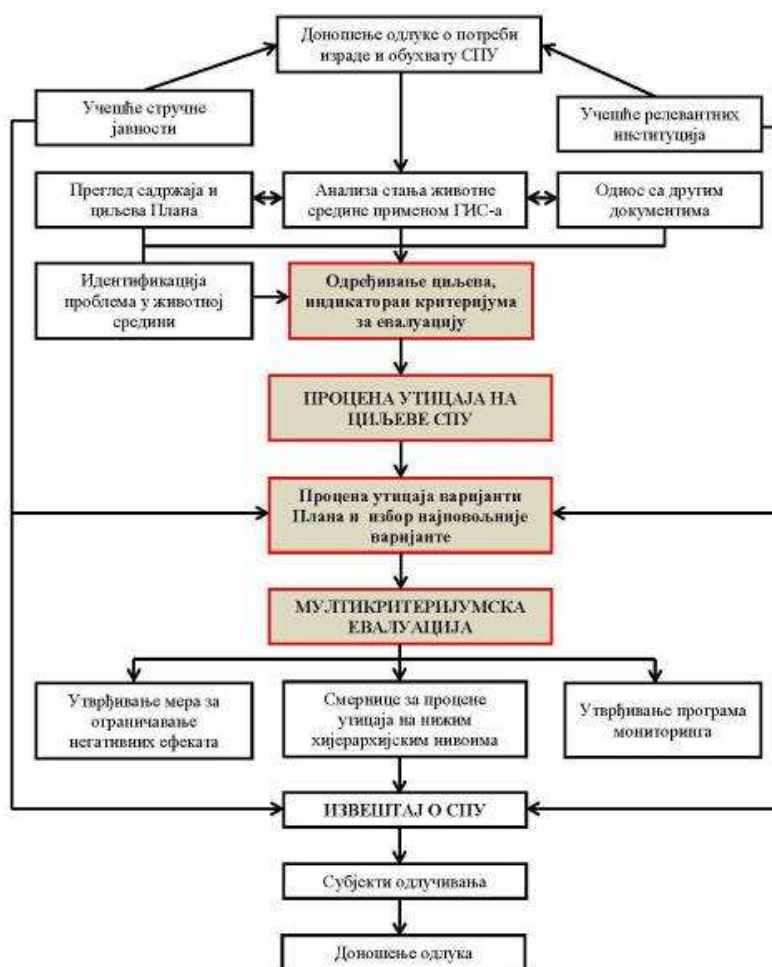 Доношење одлуке о потреби
израде и обухвату СПУ
Учешће стручне
јавности
Учешће релевантних
институција
Преглед садржаја и
циљева Плана
Анализа стања животне
средине применом ГИС-а
Однос са другим
документима
Идентификација
проблема у животној
средини
Одређивање циљева,
индикатораи критеријума
за евалуацију
ПРОЦЕНА УТИЦАЈА НА
ЦИЉЕВЕ СПУ
Процена утицаја варијанти
Плана и избор најповољније
варијанте
МУЛТИКРИТЕРИЈУМСКА
ЕВАЛУАЦИЈА
Утврђивање мера за
ограничавање
негативних ефеката
Смернице за процене
утицаја на нижим
хијерархијским нивоима
Утврђивање програма
мониторинга
ИЗВЕШТАЈ О СПУ
Субјекти одлучивања
Доношење одлука